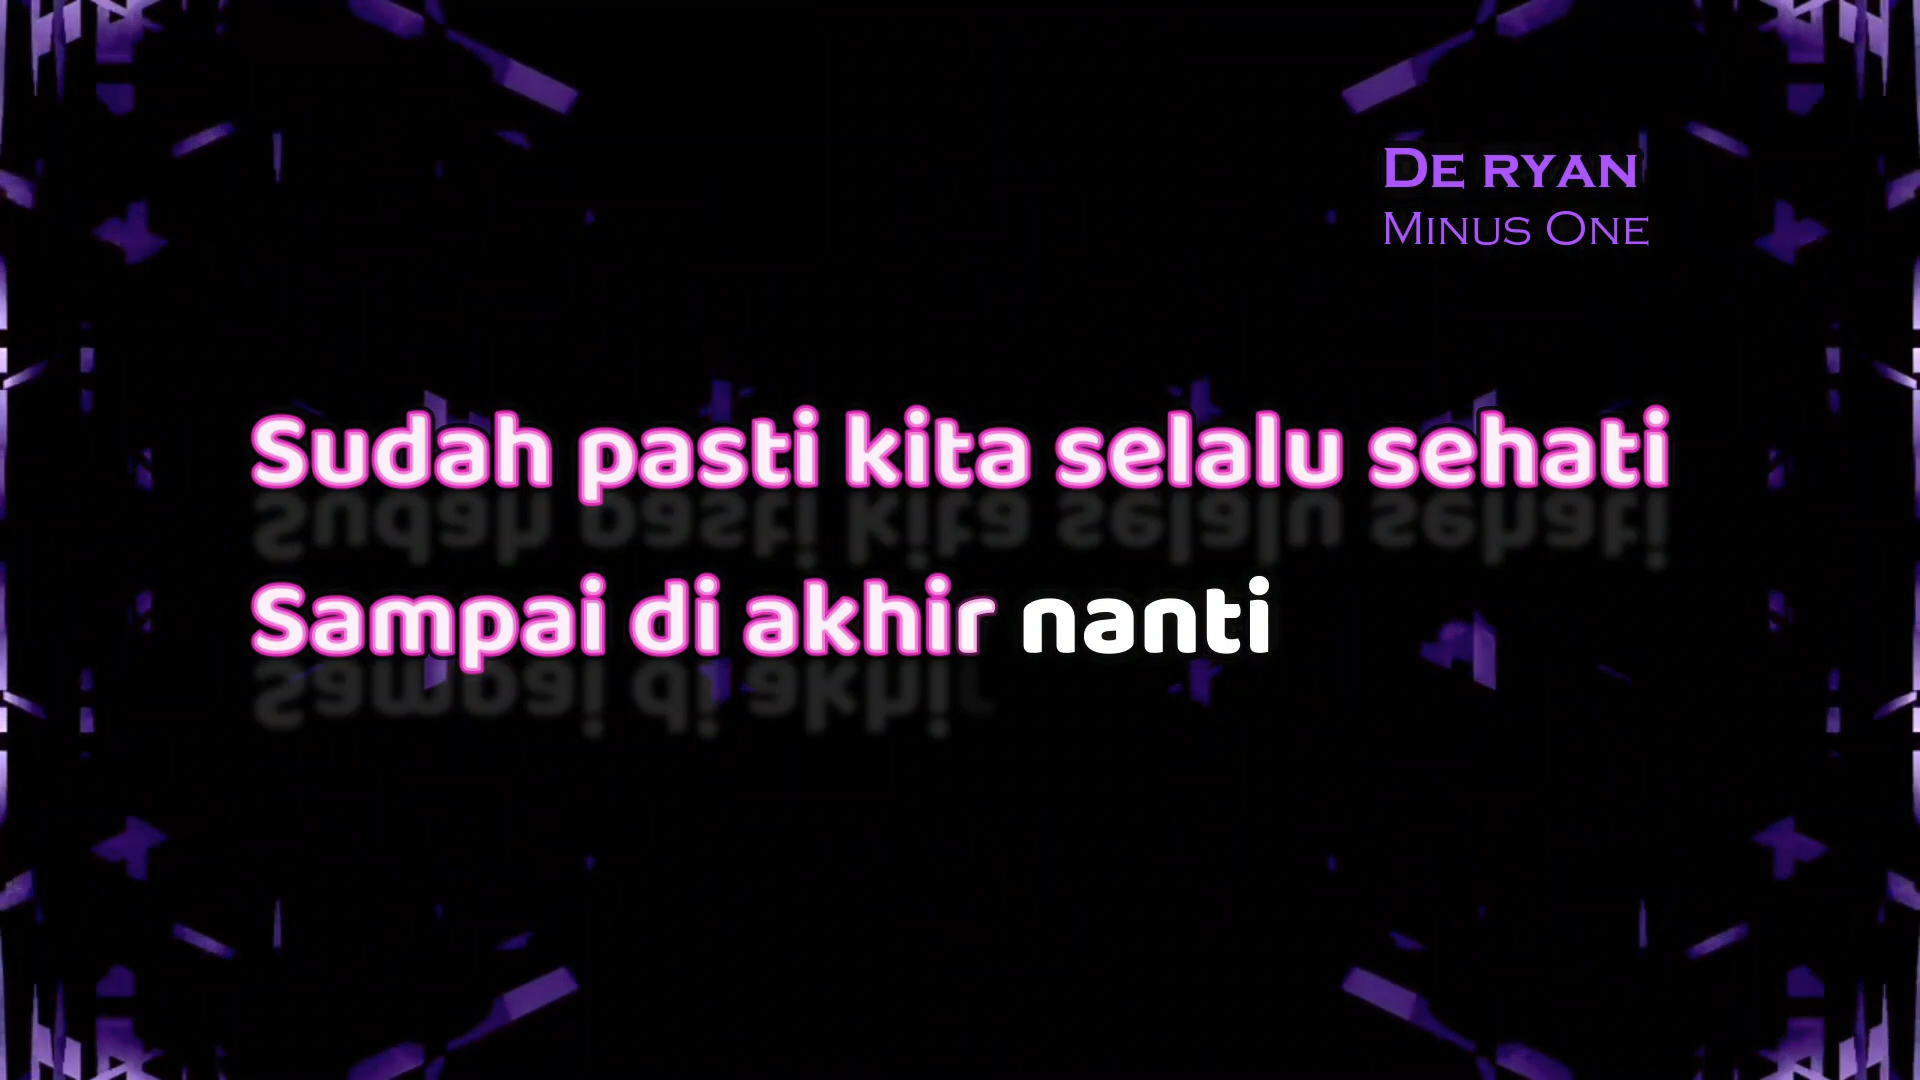 De ryan
Minus One
Sudah pasti kita selalu sehati
Sampai di akhir nanti